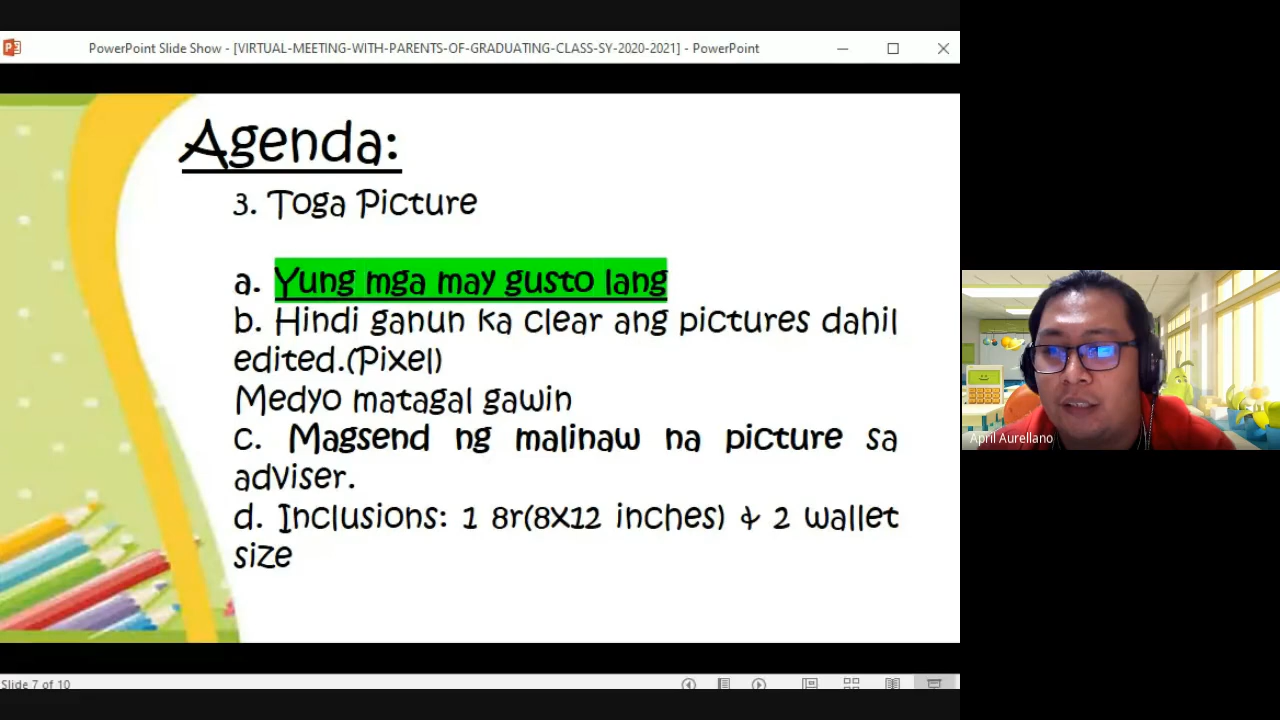 PowerPoint Slide Show - [VIRTUAL-MEETING-WITH-PARENTS-OF-GRADUATING-CLASS-SY-2020-2021] - PowerPoint
Agenda:
3. Toga Picture
a. Yung mga may gusto lang
b. Hindi ganun ka clear ang pictures dahil
edited.(Pixel)
Medyo matagal gawin
c. Magsend ng malinaw na picture sa
adviser.
d. Inclusions: 1 8r(8x12 inches) & 2 wallet
size
April Aurellano
Slide 7 of 10